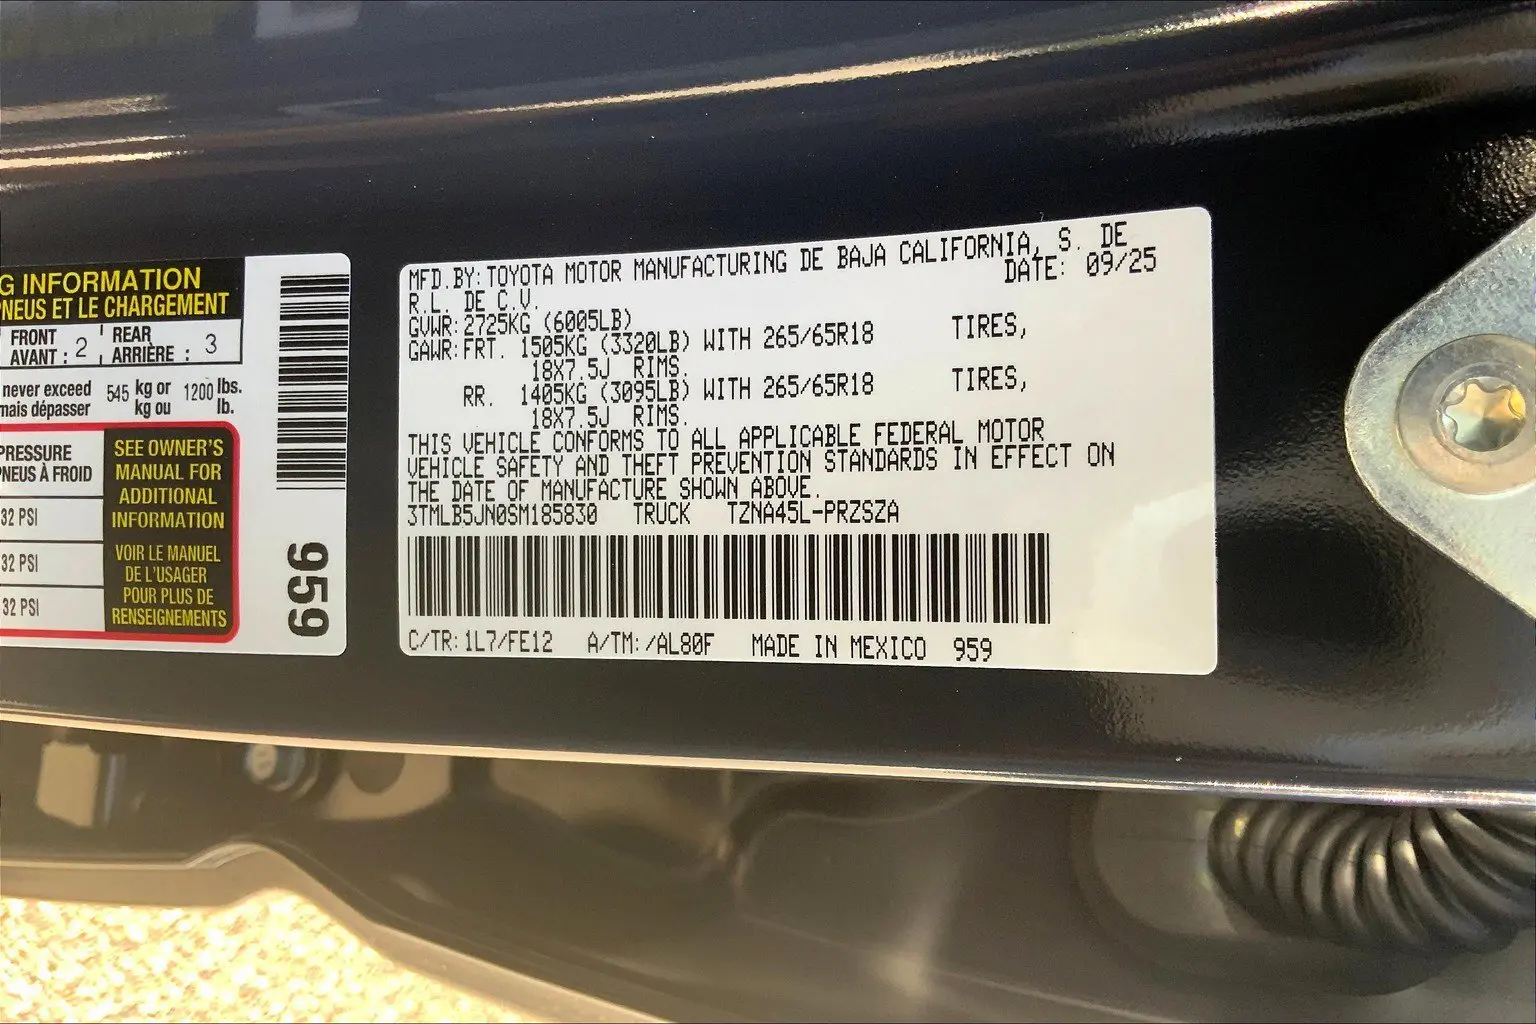 G INFORMATION
PNEUS ET LE CHARGEMENT
FRONT REAR
AVANT : 2 ARRIÈRE : 3
never exceed 545 kg or 1200 lbs.
mais dépasser kg ou lb.
PRESSURE
PNEUS À FROID
32 PSI
32 PSI
32 PSI
SEE OWNER'S
MANUAL FOR
ADDITIONAL
INFORMATION
VOIR LE MANUEL
DE L'USAGER
POUR PLUS DE
RENSEIGNEMENTS
959
MFD.BY:TOYOTA MOTOR MANUFACTURING DE BAJA CALIFORNIA, S. DE
R.L. DE C.V. DATE: 09/25
GVWR:2725KG (6005LB)
GAWR:FRT. 1505KG (3320LB) WITH 265/65R18 TIRES,
18X7.5J RIMS.
RR. 1405KG (3095LB) WITH 265/65R18 TIRES,
18X7.5J RIMS.
THIS VEHICLE CONFORMS TO ALL APPLICABLE FEDERAL MOTOR
VEHICLE SAFETY AND THEFT PREVENTION STANDARDS IN EFFECT ON
THE DATE OF MANUFACTURE SHOWN ABOVE.
3TMLB5JN0SM185830 TRUCK TZNA45L-PRZSZA
C/TR:1L7/FE12 A/TM:/AL80F MADE IN MEXICO 959